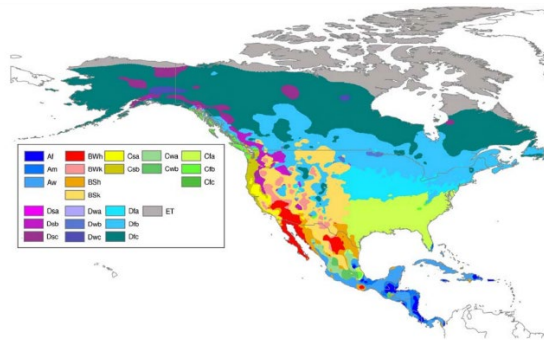 Af BWh Csa Cwa Cfa
Am BWk Csb Cwb Cfb
Aw BSh Cfc
BSk
Dsa Dwa Dfa ET
Dsb Dwb Dfb
Dsc Dwc Dfc